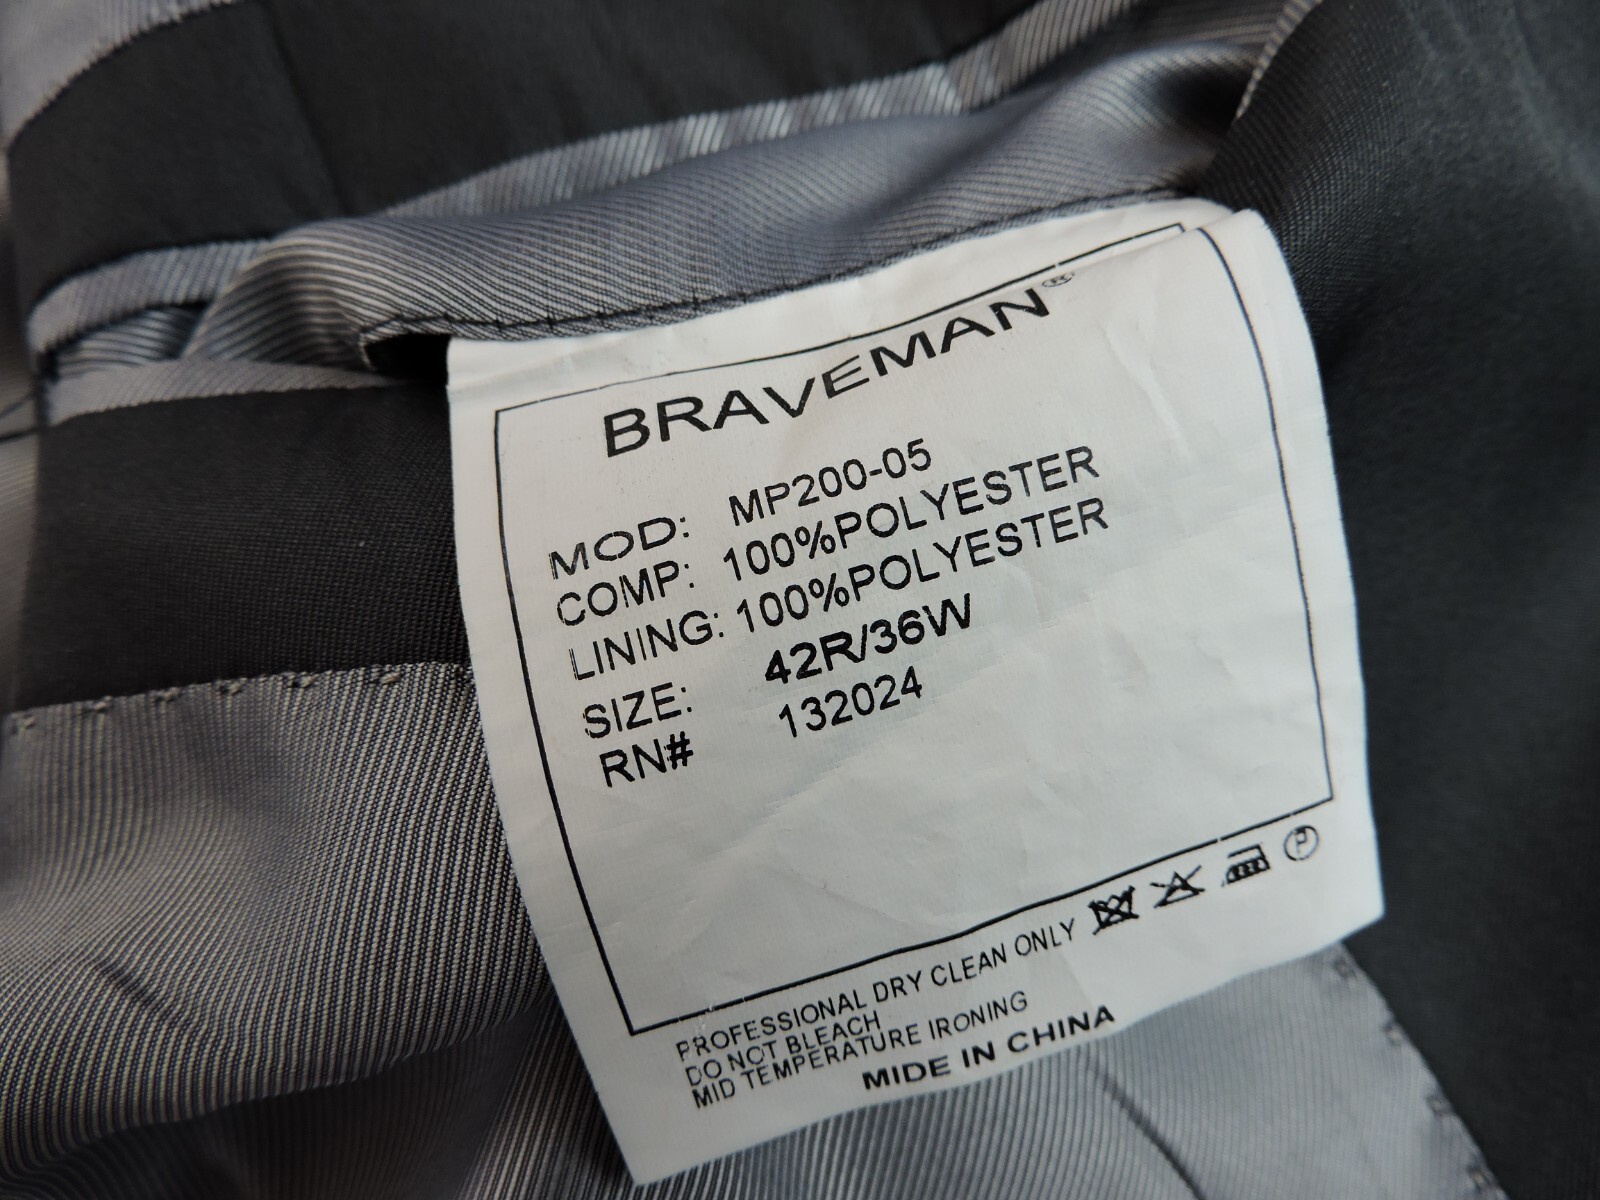 BRAVEMAN®
MOD: MP200-05
COMP: 100%POLYESTER
LINING: 100%POLYESTER
SIZE: 42R/36W
RN# 132024
PROFESSIONAL DRY CLEAN ONLY
DO NOT BLEACH
MID TEMPERATURE IRONING
MIDE IN CHINA